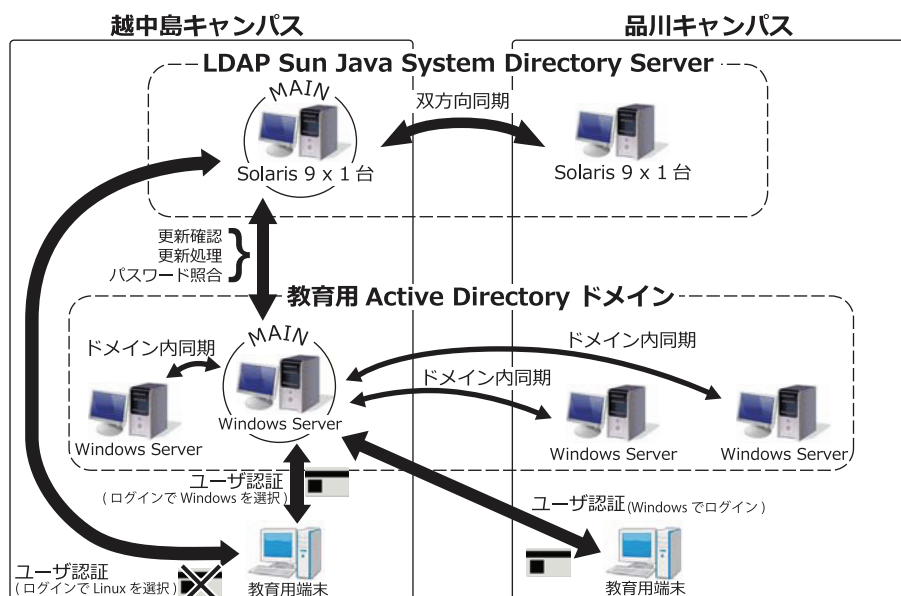 越中島キャンパス
品川キャンパス
LDAP Sun Java System Directory Server
MAIN
双方向同期
Solaris 9 x 1 台
Solaris 9 x 1 台
更新確認
更新処理
パスワード照合
教育用 Active Directory ドメイン
MAIN
ドメイン内同期
ドメイン内同期
ドメイン内同期
Windows Server
Windows Server
Windows Server
Windows Server
ユーザ認証
( ログインで Windows を選択 )
ユーザ認証 (Windows でログイン )
ユーザ認証
( ログインで Linux を選択 )
教育用端末
教育用端末